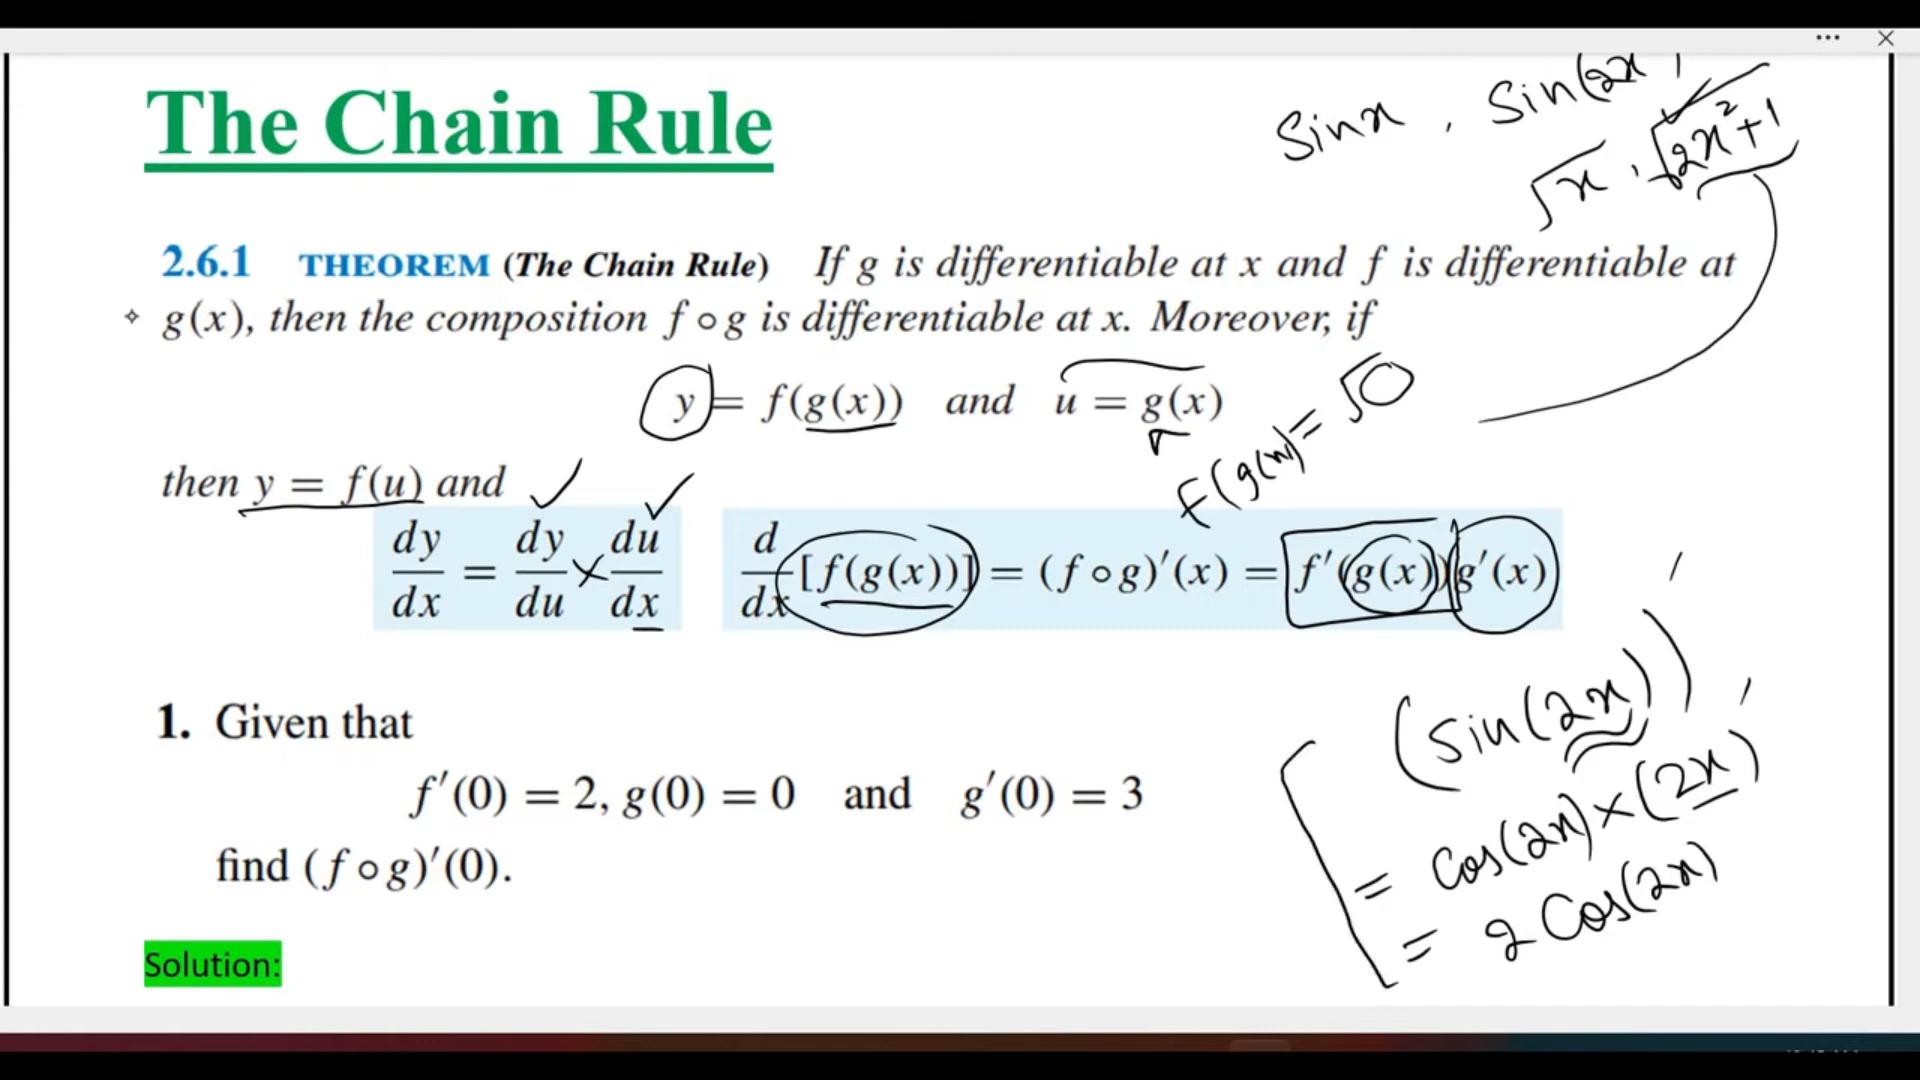 The Chain Rule
Sinx , Sin(2x)
√x , √2x²+1
2.6.1 THEOREM (The Chain Rule) If g is differentiable at x and f is differentiable at
g(x), then the composition f∘g is differentiable at x. Moreover, if
y = f(g(x)) and u = g(x)
F(g(x))= √
then y = f(u) and
dy/dx = dy/du × du/dx
d/dx [f(g(x))] = (f∘g)′(x) = f′(g(x))g′(x)
1. Given that
f′(0) = 2, g(0) = 0 and g′(0) = 3
find (f∘g)′(0).
(Sin(2x))′
= Cos(2x)×(2x)′
= 2 Cos(2x)
Solution: